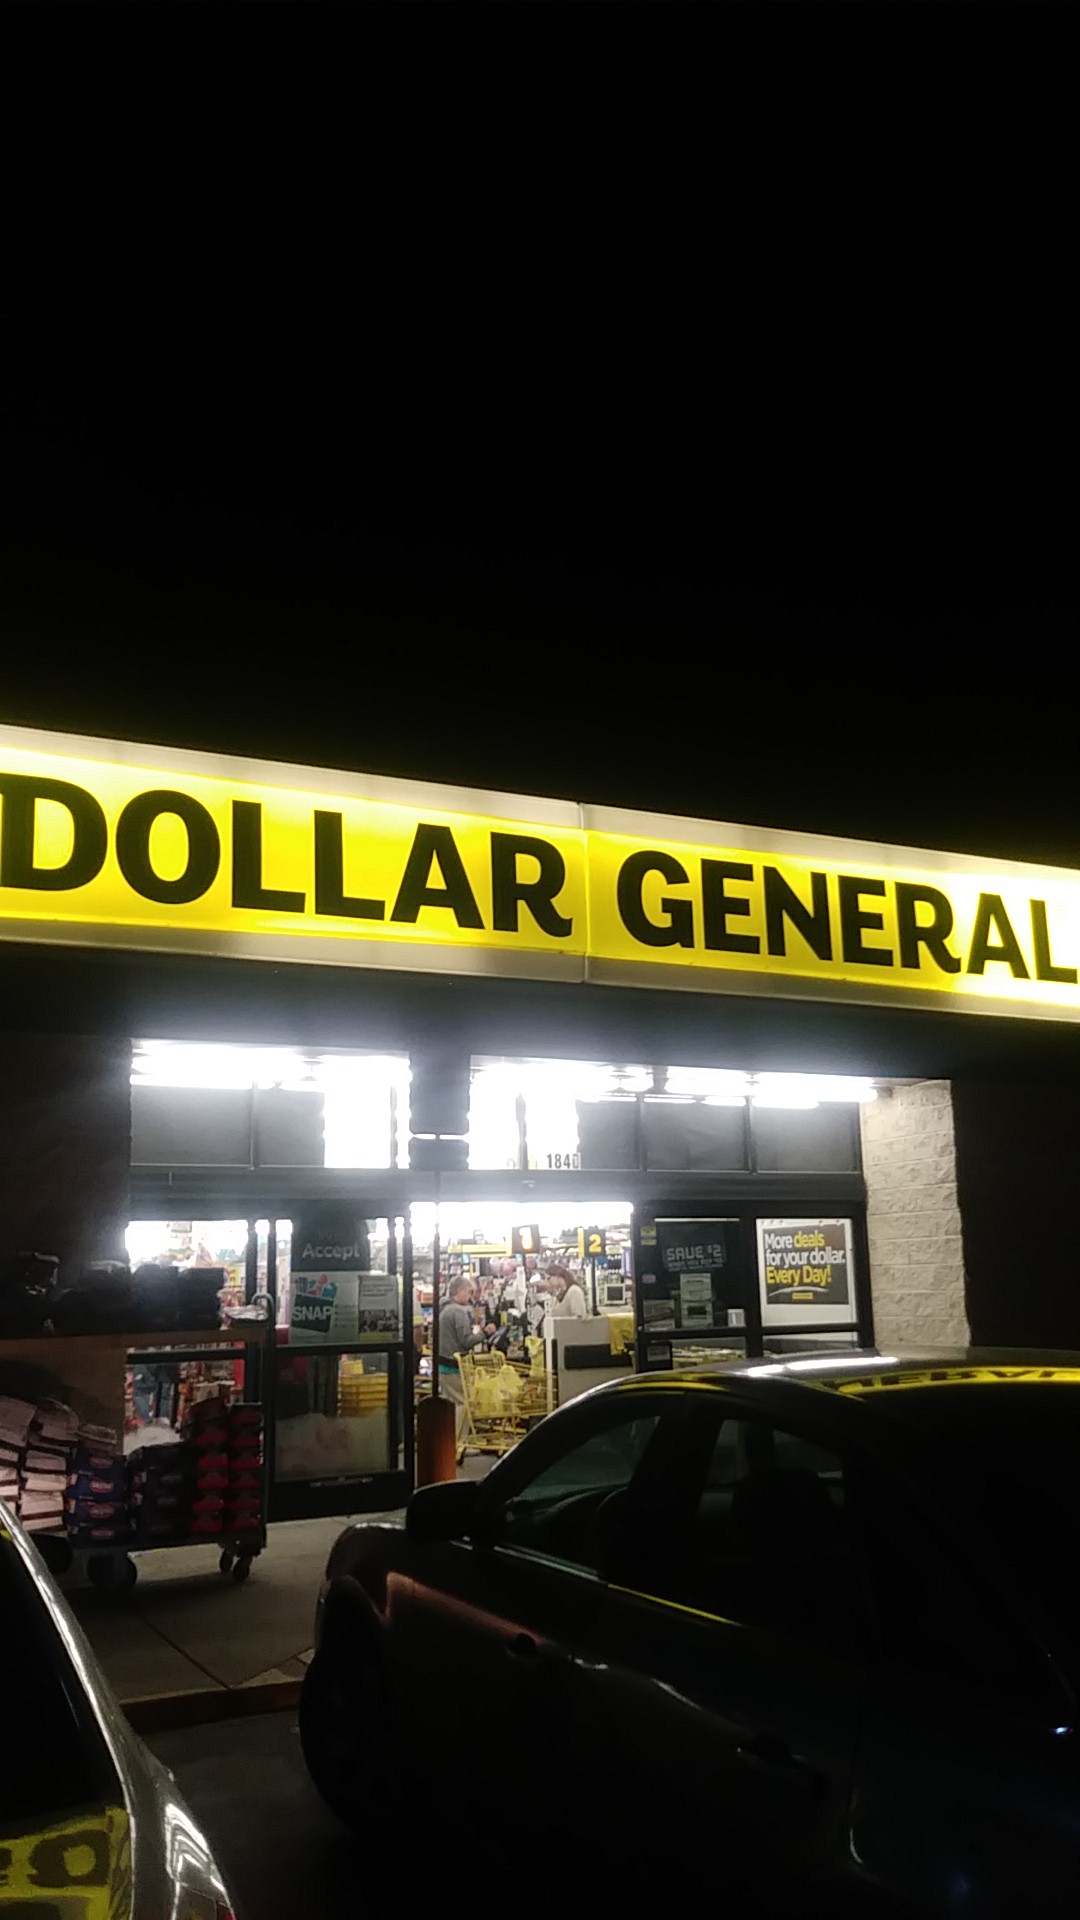 DOLLAR GENERAL
1840
1
2
Accept
SNAP
SAVE $2
More deals
for your dollar.
Every Day!